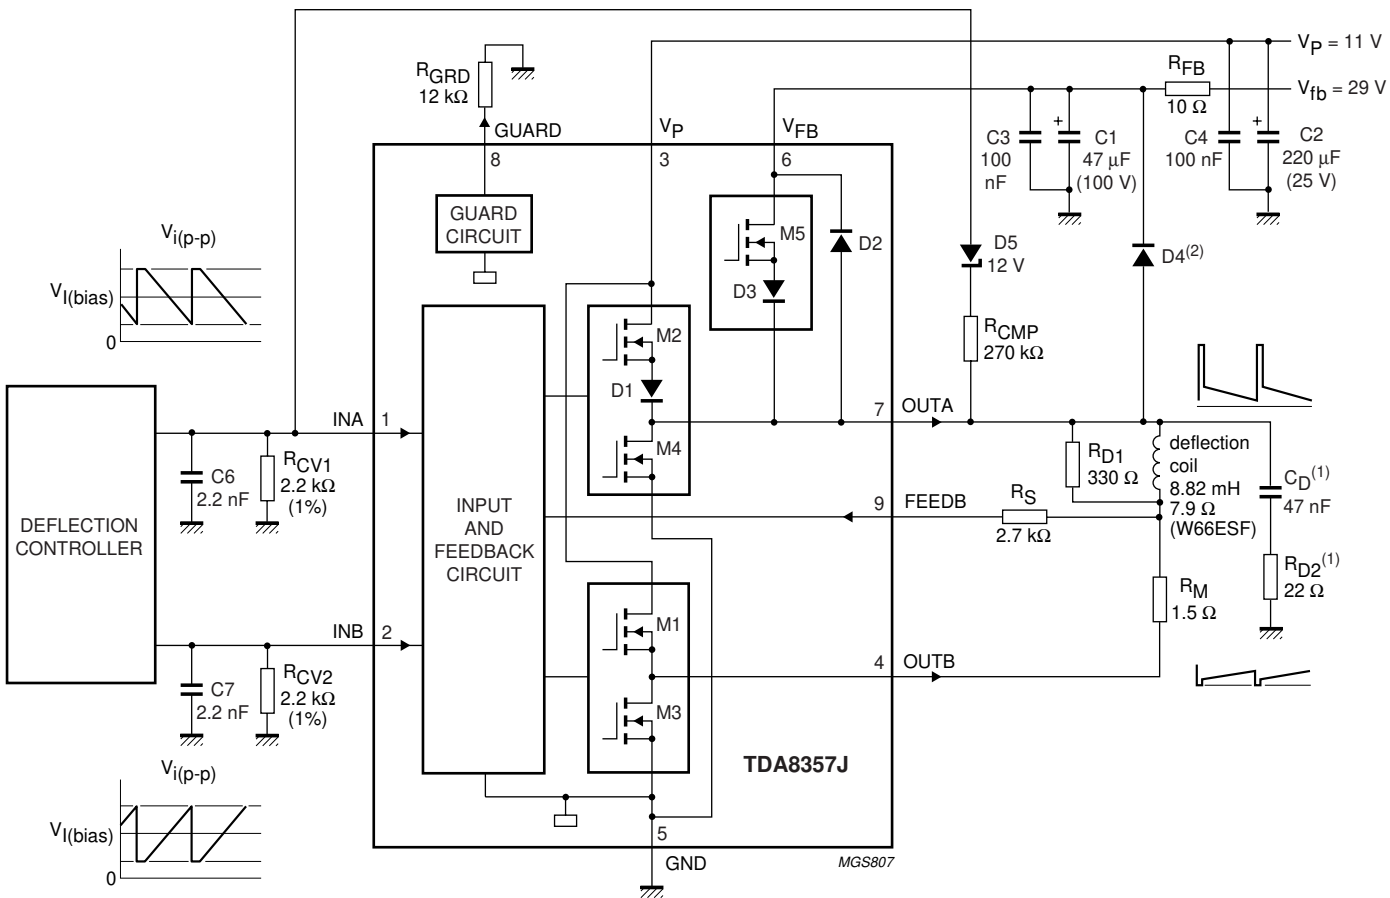 V_P = 11 V
R_GRD
12 kΩ
R_FB
10 Ω
V_fb = 29 V
GUARD
V_P
V_FB
8
3
6
C3
100
nF
+
C1
47 µF
(100 V)
C4
100 nF
+
C2
220 µF
(25 V)
GUARD
CIRCUIT
M5
D2
D3
D5
12 V
D4(2)
V_i(p-p)
V_I(bias)
0
M2
D1
M4
R_CMP
270 kΩ
7
OUTA
INA
1
C6
2.2 nF
R_CV1
2.2 kΩ
(1%)
R_D1
330 Ω
deflection
coil
8.82 mH
7.9 Ω
(W66ESF)
C_D(1)
47 nF
9
FEEDB
R_S
2.7 kΩ
DEFLECTION
CONTROLLER
INPUT
AND
FEEDBACK
CIRCUIT
R_D2(1)
22 Ω
R_M
1.5 Ω
INB
2
M1
4
OUTB
C7
2.2 nF
R_CV2
2.2 kΩ
(1%)
M3
TDA8357J
V_i(p-p)
V_I(bias)
0
5
GND
MGS807